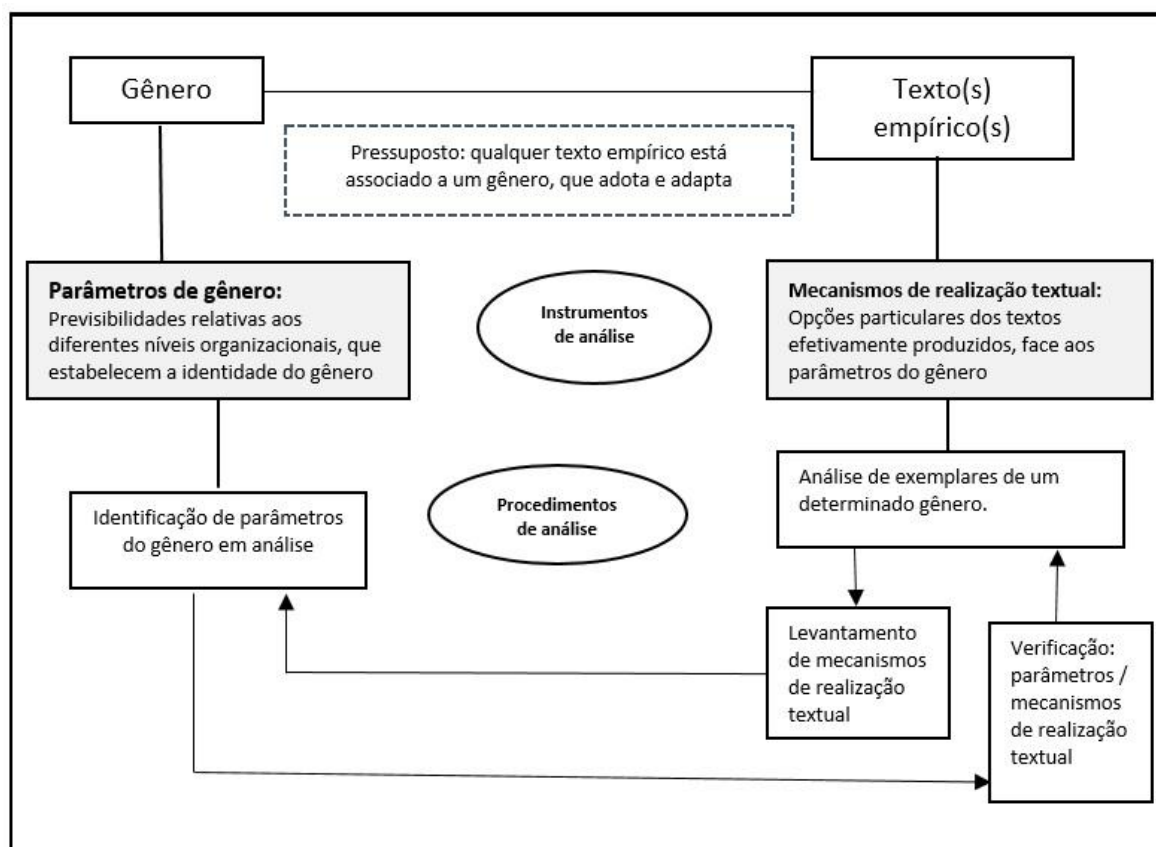 Gênero
Texto(s)
empírico(s)
Pressuposto: qualquer texto empírico está
associado a um gênero, que adota e adapta
Parâmetros de gênero:
Previsibilidades relativas aos
diferentes níveis organizacionais, que
estabelecem a identidade do gênero
Instrumentos
de análise
Mecanismos de realização textual:
Opções particulares dos textos
efetivamente produzidos, face aos
parâmetros do gênero
Identificação de parâmetros
do gênero em análise
Procedimentos
de análise
Análise de exemplares de um
determinado gênero.
Levantamento
de mecanismos
de realização
textual
Verificação:
parâmetros /
mecanismos
de realização
textual